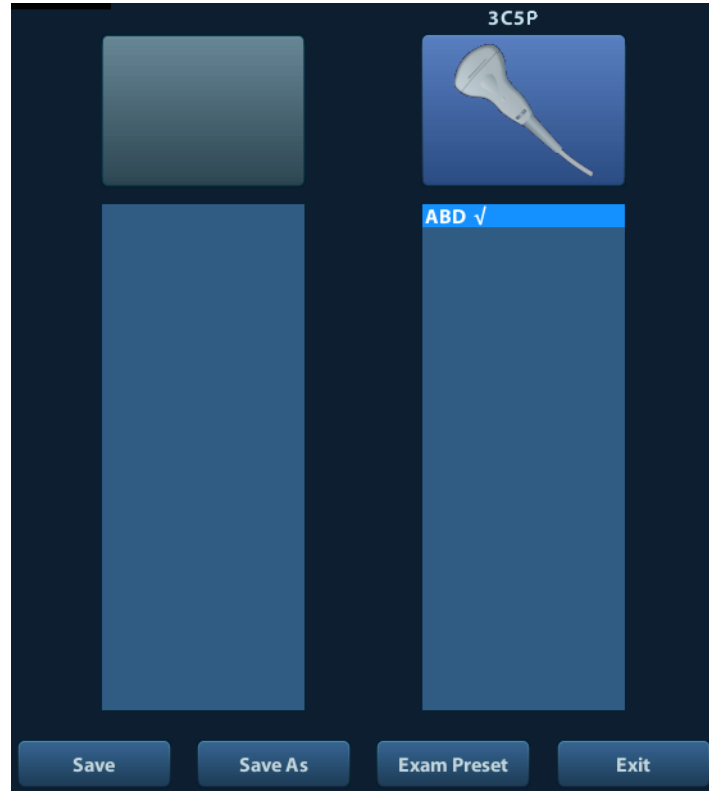 3C5P
ABD √
Save
Save As
Exam Preset
Exit